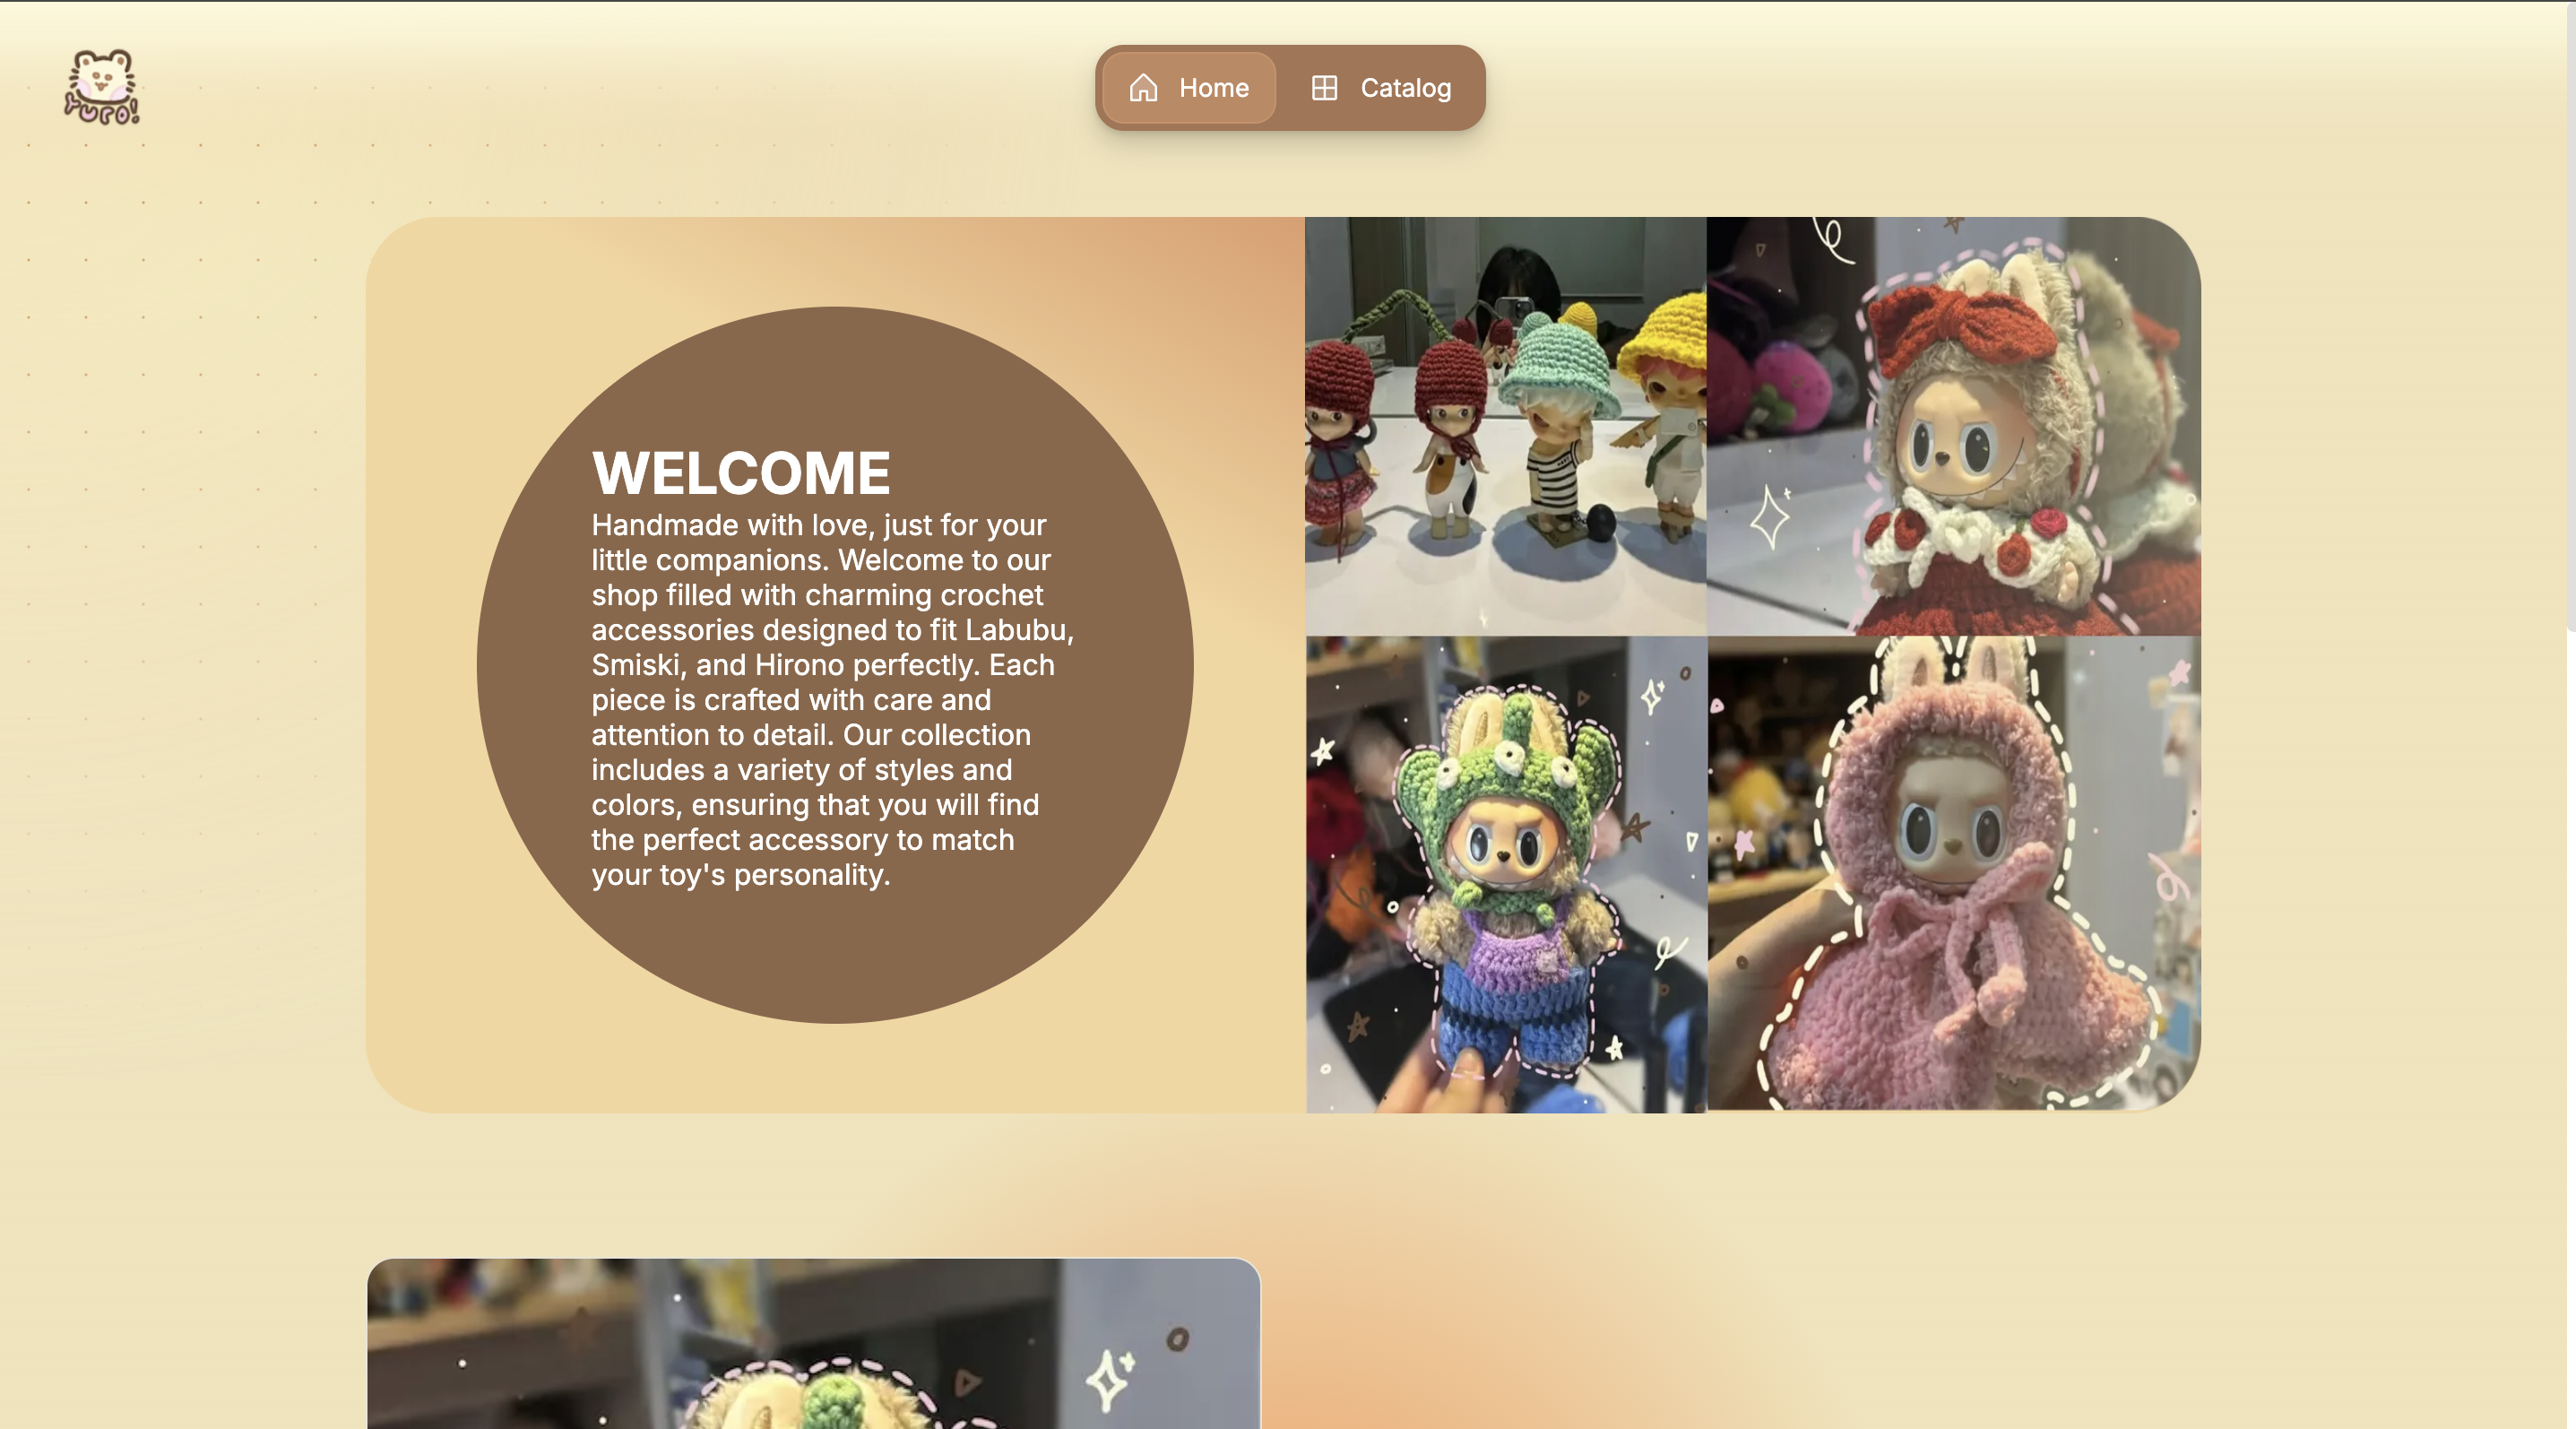 yuro!
Home
Catalog
WELCOME
Handmade with love, just for your
little companions. Welcome to our
shop filled with charming crochet
accessories designed to fit Labubu,
Smiski, and Hirono perfectly. Each
piece is crafted with care and
attention to detail. Our collection
includes a variety of styles and
colors, ensuring that you will find
the perfect accessory to match
your toy's personality.